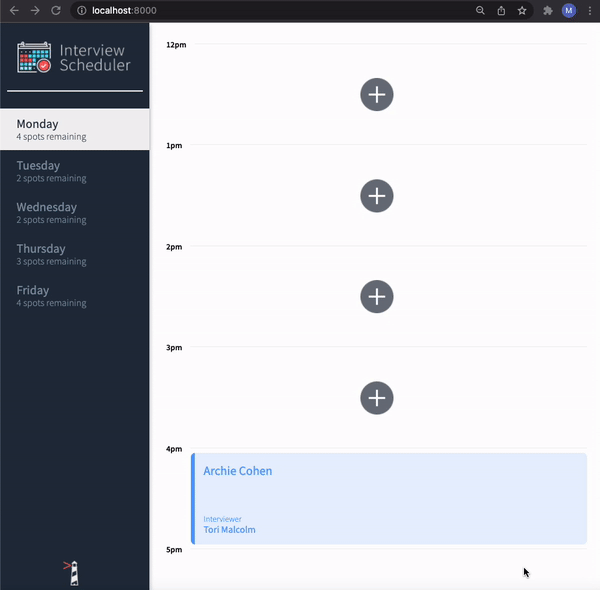 localhost:8000
M
Interview
Scheduler
Monday
4 spots remaining
Tuesday
2 spots remaining
Wednesday
2 spots remaining
Thursday
3 spots remaining
Friday
4 spots remaining
12pm
1pm
2pm
3pm
4pm
Archie Cohen
Interviewer
Tori Malcolm
5pm